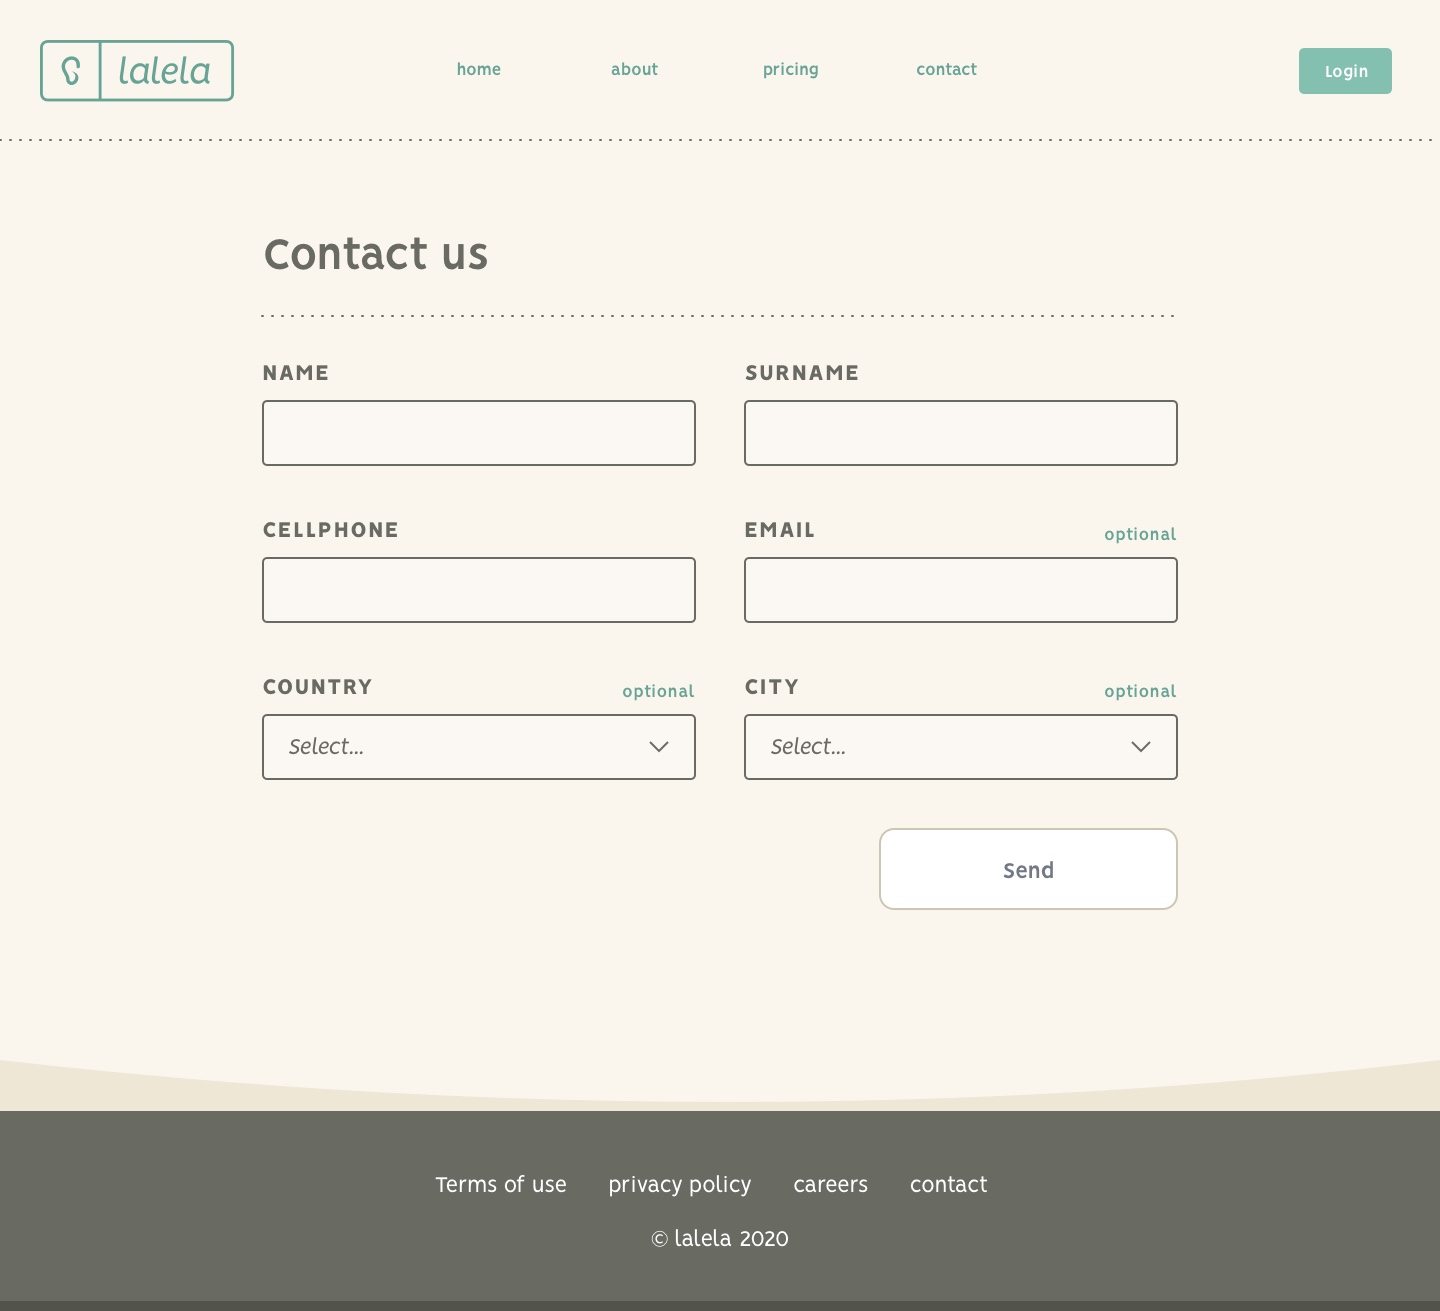 lalela home about pricing contact Login
Contact us
NAME SURNAME
CELLPHONE EMAIL optional
COUNTRY optional CITY optional
Select... Select...
Send
Terms of use privacy policy careers contact
© lalela 2020